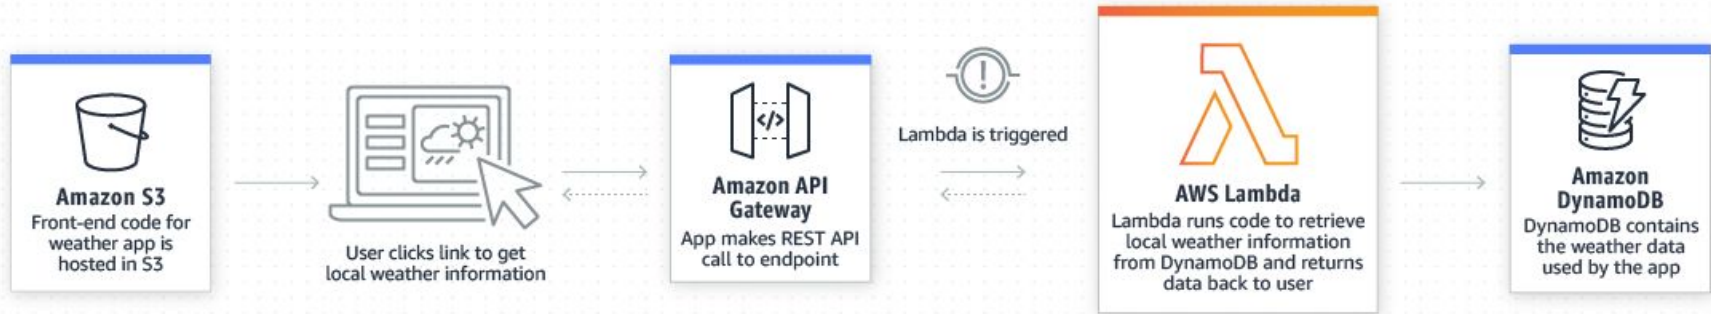 Amazon S3
Front-end code for
weather app is
hosted in S3
User clicks link to get
local weather information
</>
Amazon API
Gateway
App makes REST API
call to endpoint
!
Lambda is triggered
AWS Lambda
Lambda runs code to retrieve
local weather information
from DynamoDB and returns
data back to user
Amazon
DynamoDB
DynamoDB contains
the weather data
used by the app